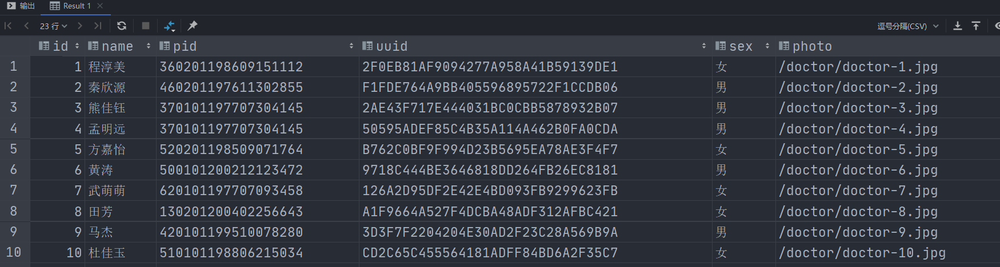 输出 Result 1
23 行 逗号分隔(CSV)
id name pid uuid sex photo
1 1 程淳美 360201198609151112 2F0EB81AF9094277A958A41B59139DE1 女 /doctor/doctor-1.jpg
2 2 秦欣源 460201197611302855 F1FDE764A9BB405596895722F1CCDB06 男 /doctor/doctor-2.jpg
3 3 熊佳钰 370101197707304145 2AE43F717E444031BC0CBB5878932B07 男 /doctor/doctor-3.jpg
4 4 孟明远 370101197707304145 50595ADEF85C4B35A114A462B0FA0CDA 男 /doctor/doctor-4.jpg
5 5 方嘉怡 520201198509071764 B762C0BF9F994D23B5695EA78AE3F4F7 女 /doctor/doctor-5.jpg
6 6 黄涛 500101200212123472 9718C444BE3646818DD264FB26EC8181 男 /doctor/doctor-6.jpg
7 7 武萌萌 620101197707093458 126A2D95DF2E42E4BD093FB9299623FB 女 /doctor/doctor-7.jpg
8 8 田芳 130201200402256643 A1F9664A527F4DCBA48ADF312AFBC421 女 /doctor/doctor-8.jpg
9 9 马杰 420101199510078280 3D3F7F2204204E30AD2F23C28A569B9A 男 /doctor/doctor-9.jpg
10 10 杜佳玉 510101198806215034 CD2C65C455564181ADFF84BD6A2F35C7 女 /doctor/doctor-10.jpg